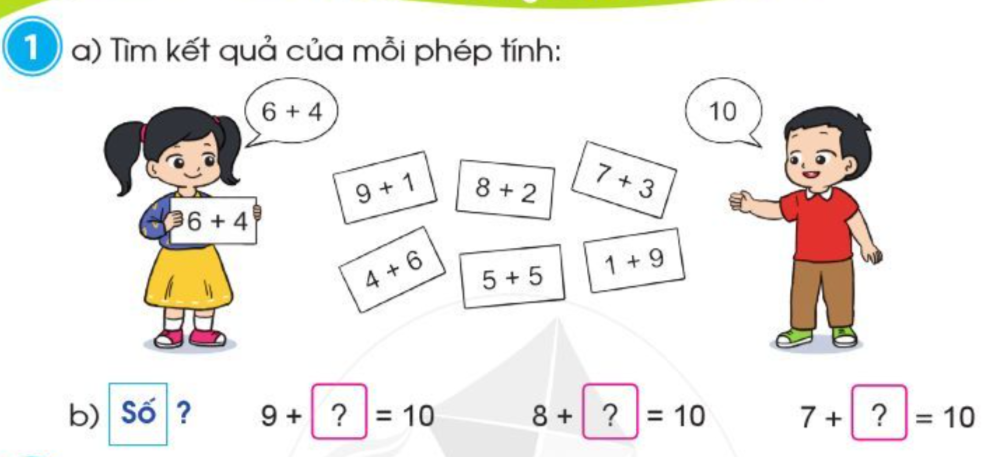 1 a) Tìm kết quả của mỗi phép tính:
6 + 4
10
6 + 4
9 + 1
8 + 2
7 + 3
4 + 6
5 + 5
1 + 9
b) Số ? 9 + ? = 10 8 + ? = 10 7 + ? = 10